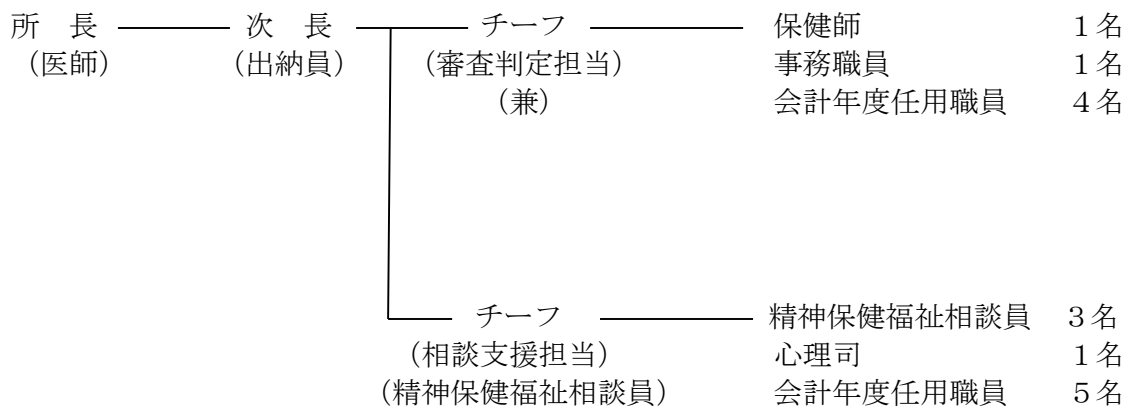 所　長　次　長　チーフ　保健師　１名
（医師）　（出納員）　（審査判定担当）　事務職員　１名
（兼）　会計年度任用職員　４名
チーフ　精神保健福祉相談員　３名
（相談支援担当）　心理司　１名
（精神保健福祉相談員）　会計年度任用職員　５名